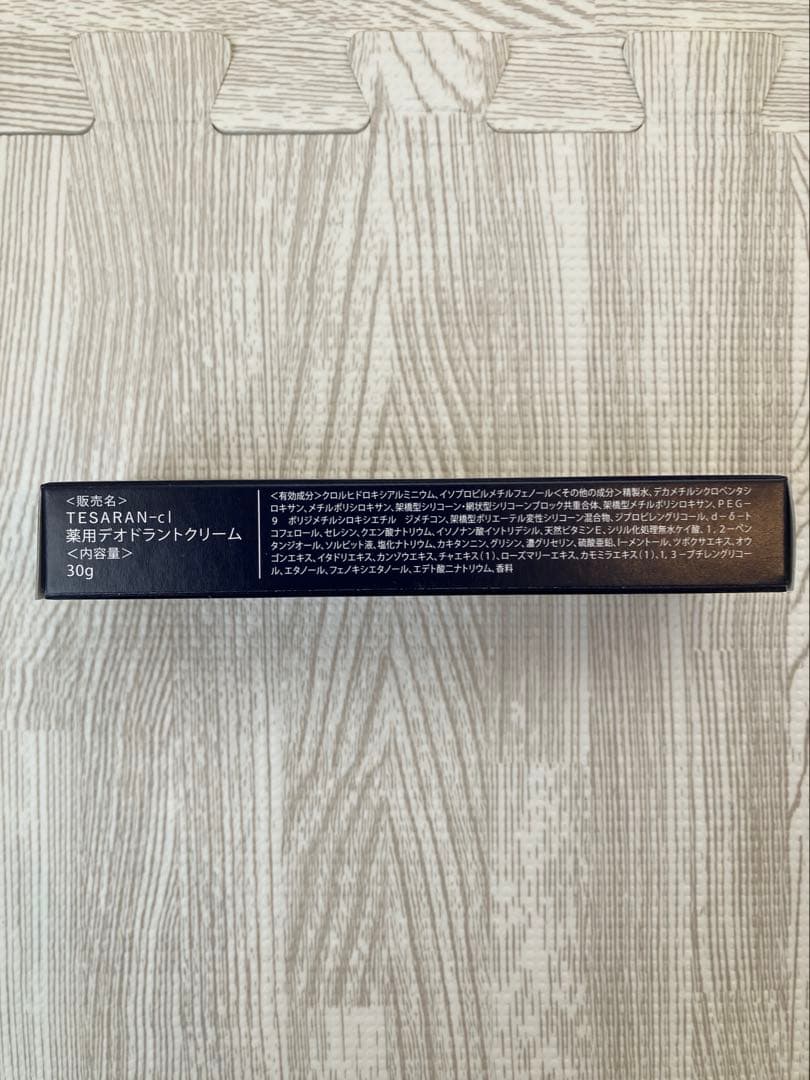 <販売名>
TESARAN-cl
薬用デオドラントクリーム
<内容量>
30g
<有効成分>クロルヒドロキシアルミニウム、イソプロピルメチルフェノール<その他の成分>精製水、デカメチルシクロペンタシ
ロキサン、メチルポリシロキサン、架橋型シリコーン・網状型シリコーンブロック共重合体、架橋型メチルポリシロキサン、PEG-
9 ポリジメチルシロキシエチル ジメチコン、架橋型ポリエーテル変性シリコーン混合物、ジプロピレングリコール、d-δ-ト
コフェロール、セレシン、クエン酸ナトリウム、イソノナン酸イソトリデシル、天然ビタミンE、シリル化処理無水ケイ酸、1,2-ペン
タンジオール、ソルビット液、塩化ナトリウム、カキタンニン、グリシン、濃グリセリン、硫酸亜鉛、l-メントール、ツボクサエキス、オウ
ゴンエキス、イタドリエキス、カンゾウエキス、チャエキス(1)、ローズマリーエキス、カモミラエキス(1)、1,3-ブチレングリコー
ル、エタノール、フェノキシエタノール、エデト酸二ナトリウム、香料